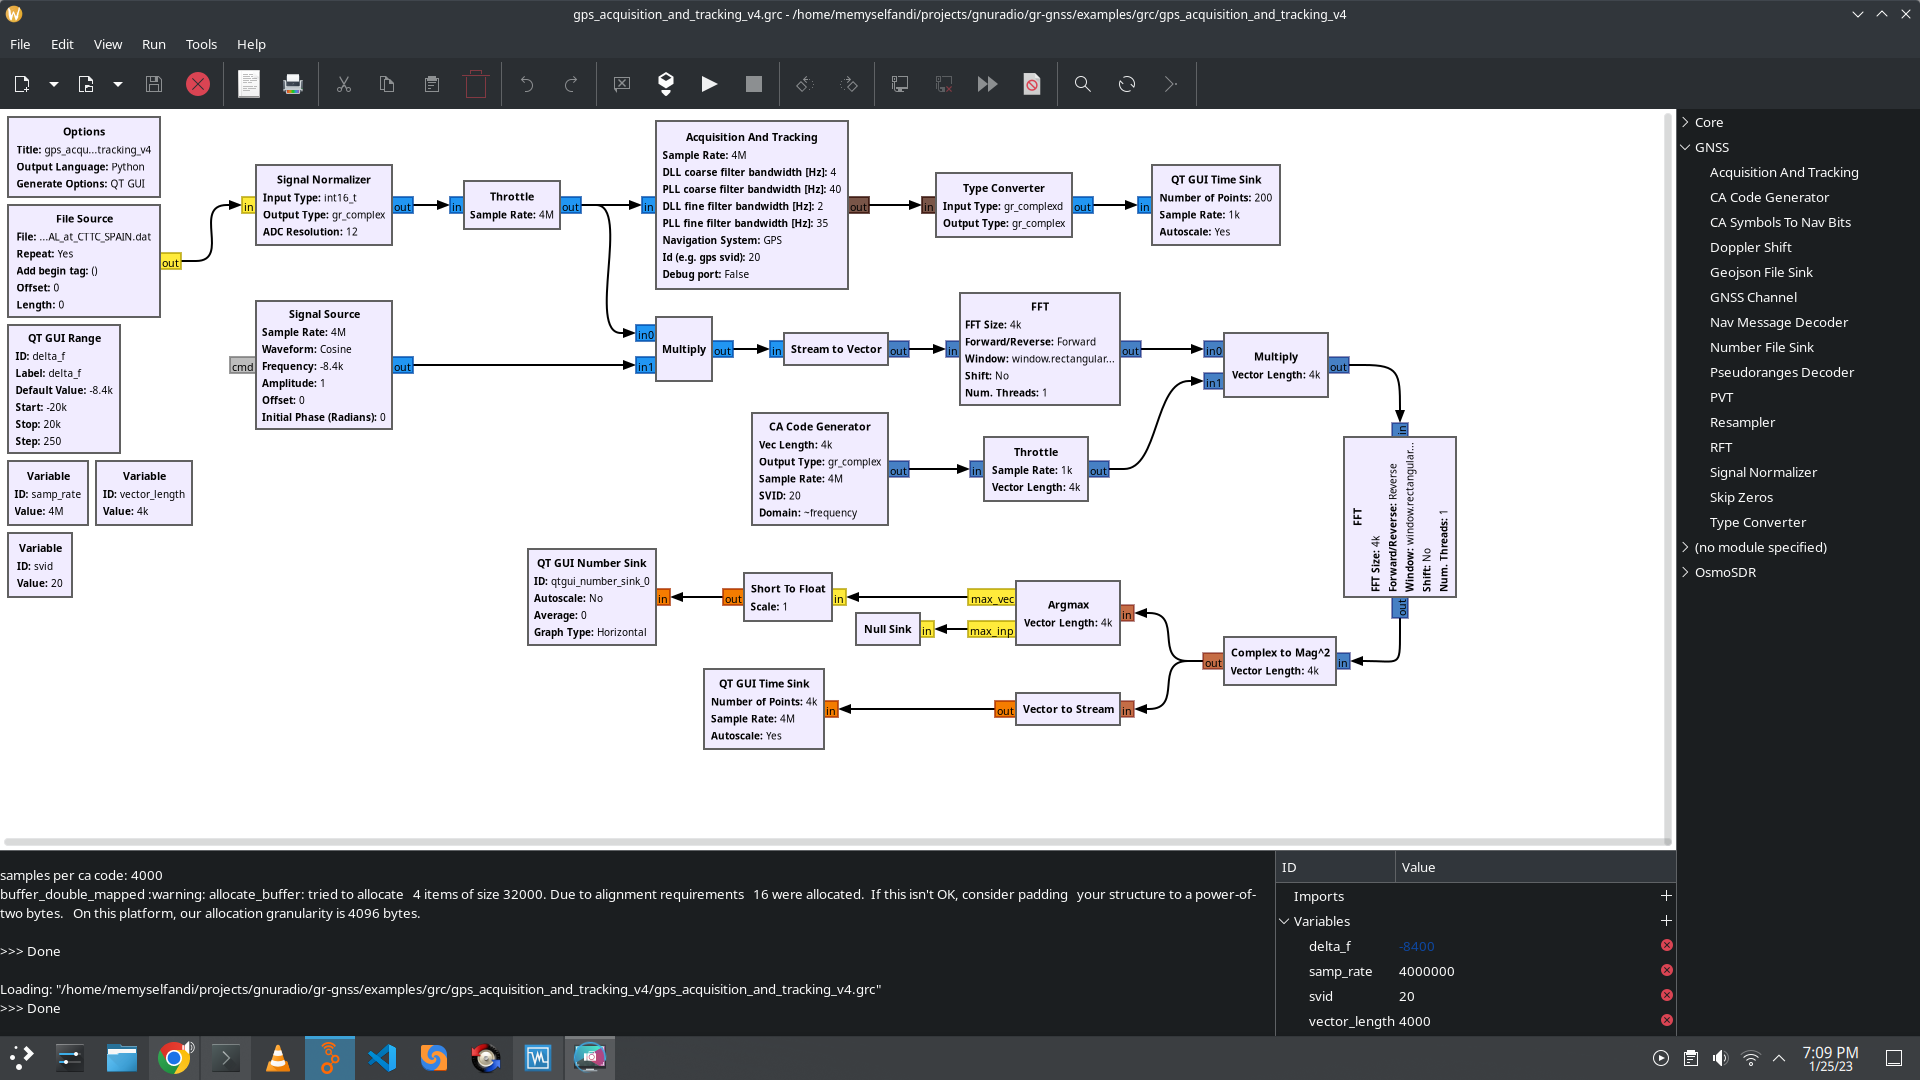 gps_acquisition_and_tracking_v4.grc - /home/memyselfandi/projects/gnuradio/gr-gnss/examples/grc/gps_acquisition_and_tracking_v4
File Edit View Run Tools Help
Options
Title: gps_acqu...tracking_v4
Output Language: Python
Generate Options: QT GUI
File Source
File: ...AL_at_CTTC_SPAIN.dat
Repeat: Yes
Add begin tag: ()
Offset: 0
Length: 0
out
QT GUI Range
ID: delta_f
Label: delta_f
Default Value: -8.4k
Start: -20k
Stop: 20k
Step: 250
Variable
ID: samp_rate
Value: 4M
Variable
ID: vector_length
Value: 4k
Variable
ID: svid
Value: 20
in
Signal Normalizer
Input Type: int16_t
Output Type: gr_complex
ADC Resolution: 12
out
in
Throttle
Sample Rate: 4M
out
in
Acquisition And Tracking
Sample Rate: 4M
DLL coarse filter bandwidth [Hz]: 4
PLL coarse filter bandwidth [Hz]: 40
DLL fine filter bandwidth [Hz]: 2
PLL fine filter bandwidth [Hz]: 35
Navigation System: GPS
Id (e.g. gps svid): 20
Debug port: False
out
in
Type Converter
Input Type: gr_complexd
Output Type: gr_complex
out
in
QT GUI Time Sink
Number of Points: 200
Sample Rate: 1k
Autoscale: Yes
cmd
Signal Source
Sample Rate: 4M
Waveform: Cosine
Frequency: -8.4k
Amplitude: 1
Offset: 0
Initial Phase (Radians): 0
out
in0
in1
Multiply
out
in
Stream to Vector
out
in
FFT
FFT Size: 4k
Forward/Reverse: Forward
Window: window.rectangular...
Shift: No
Num. Threads: 1
out
in0
in1
Multiply
Vector Length: 4k
out
CA Code Generator
Vec Length: 4k
Output Type: gr_complex
Sample Rate: 4M
SVID: 20
Domain: ~frequency
out
in
Throttle
Sample Rate: 1k
Vector Length: 4k
out
in
FFT
FFT Size: 4k
Forward/Reverse: Reverse
Window: window.rectangular...
Shift: No
Num. Threads: 1
out
QT GUI Number Sink
ID: qtgui_number_sink_0
Autoscale: No
Average: 0
Graph Type: Horizontal
in
out
Short To Float
Scale: 1
in
Null Sink
in
max_vec
max_inp
Argmax
Vector Length: 4k
in
out
Complex to Mag^2
Vector Length: 4k
in
QT GUI Time Sink
Number of Points: 4k
Sample Rate: 4M
Autoscale: Yes
in
out
Vector to Stream
in
Core
GNSS
Acquisition And Tracking
CA Code Generator
CA Symbols To Nav Bits
Doppler Shift
Geojson File Sink
GNSS Channel
Nav Message Decoder
Number File Sink
Pseudoranges Decoder
PVT
Resampler
RFT
Signal Normalizer
Skip Zeros
Type Converter
(no module specified)
OsmoSDR
samples per ca code: 4000
buffer_double_mapped :warning: allocate_buffer: tried to allocate   4 items of size 32000. Due to alignment requirements   16 were allocated.  If this isn't OK, consider padding   your structure to a power-of-
two bytes.   On this platform, our allocation granularity is 4096 bytes.
>>> Done
Loading: "/home/memyselfandi/projects/gnuradio/gr-gnss/examples/grc/gps_acquisition_and_tracking_v4/gps_acquisition_and_tracking_v4.grc"
>>> Done
ID Value
Imports
Variables
delta_f -8400
samp_rate 4000000
svid 20
vector_length 4000
7:09 PM
1/25/23